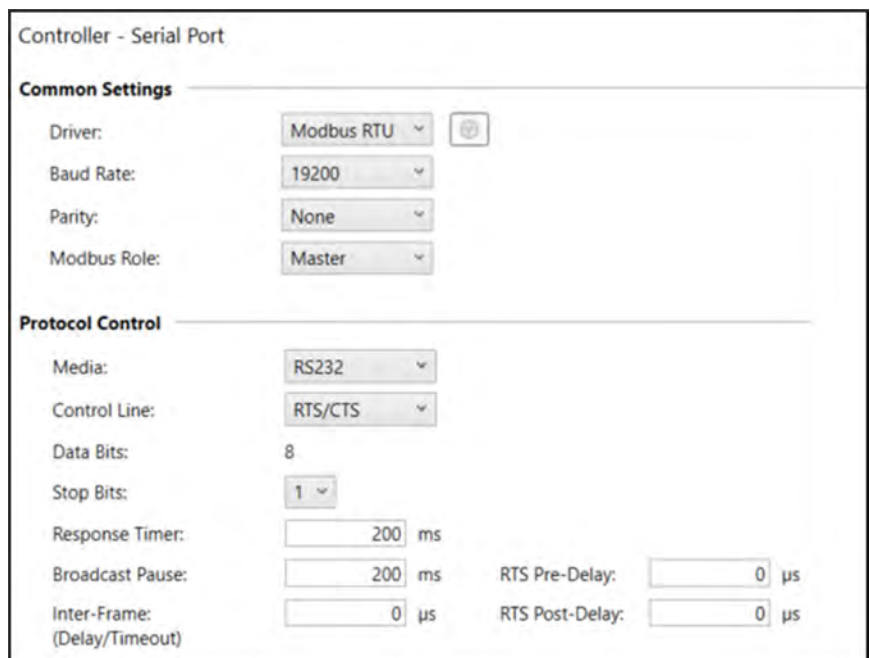 Controller - Serial Port
Common Settings
Driver: Modbus RTU
Baud Rate: 19200
Parity: None
Modbus Role: Master
Protocol Control
Media: RS232
Control Line: RTS/CTS
Data Bits: 8
Stop Bits: 1
Response Timer: 200 ms
Broadcast Pause: 200 ms RTS Pre-Delay: 0 µs
Inter-Frame: 0 µs RTS Post-Delay: 0 µs
(Delay/Timeout)